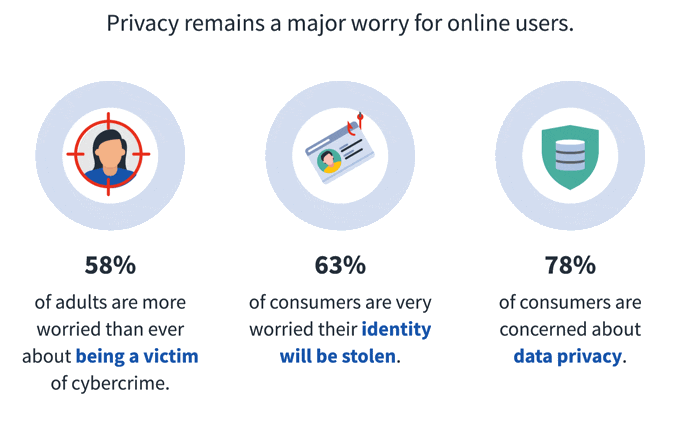 Privacy remains a major worry for online users.
58%
of adults are more
worried than ever
about being a victim
of cybercrime.
63%
of consumers are very
worried their identity
will be stolen.
78%
of consumers are
concerned about
data privacy.